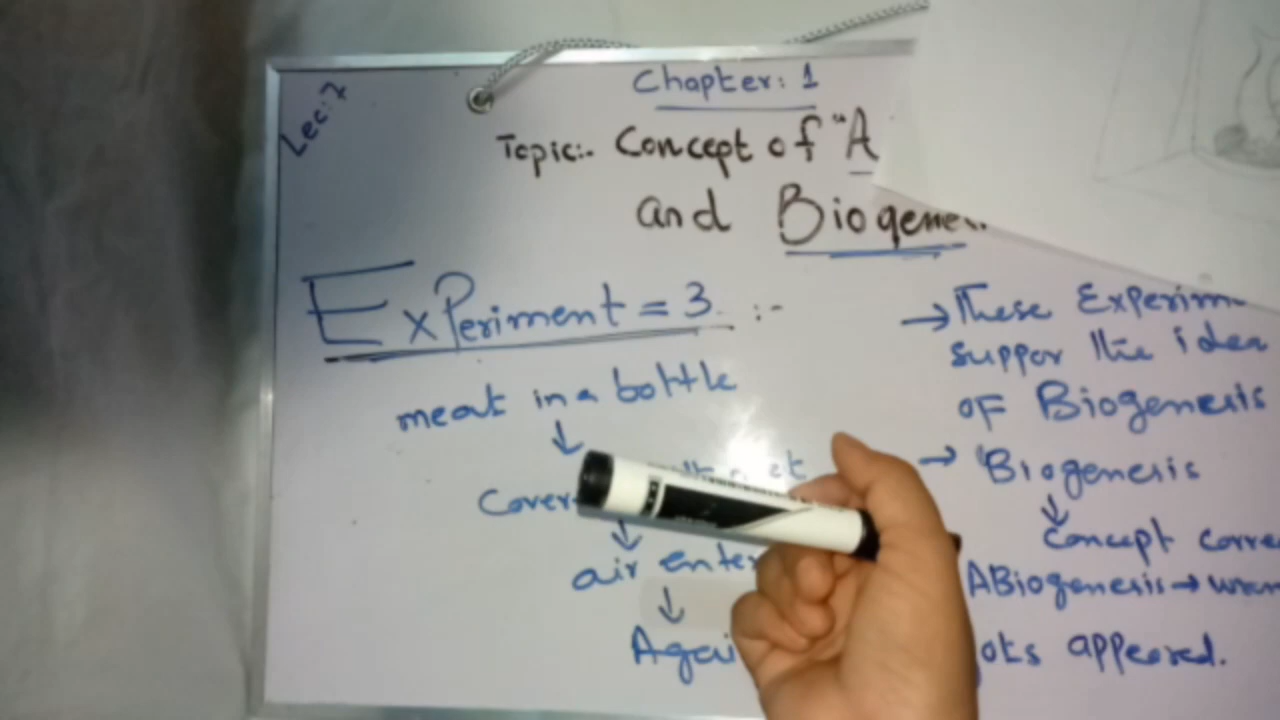 Lec:7
Chapter: 1
Topic:- Concept of "A
and Biogene
Experiment = 3 :-
meat in a bottle
↓
Cover
↓
air enter
↓
Agai ots appeared.
→ These Experim
suppor the idea
of Biogenesis
→ Biogenesis
↓
Concept corre
ABiogenesis →